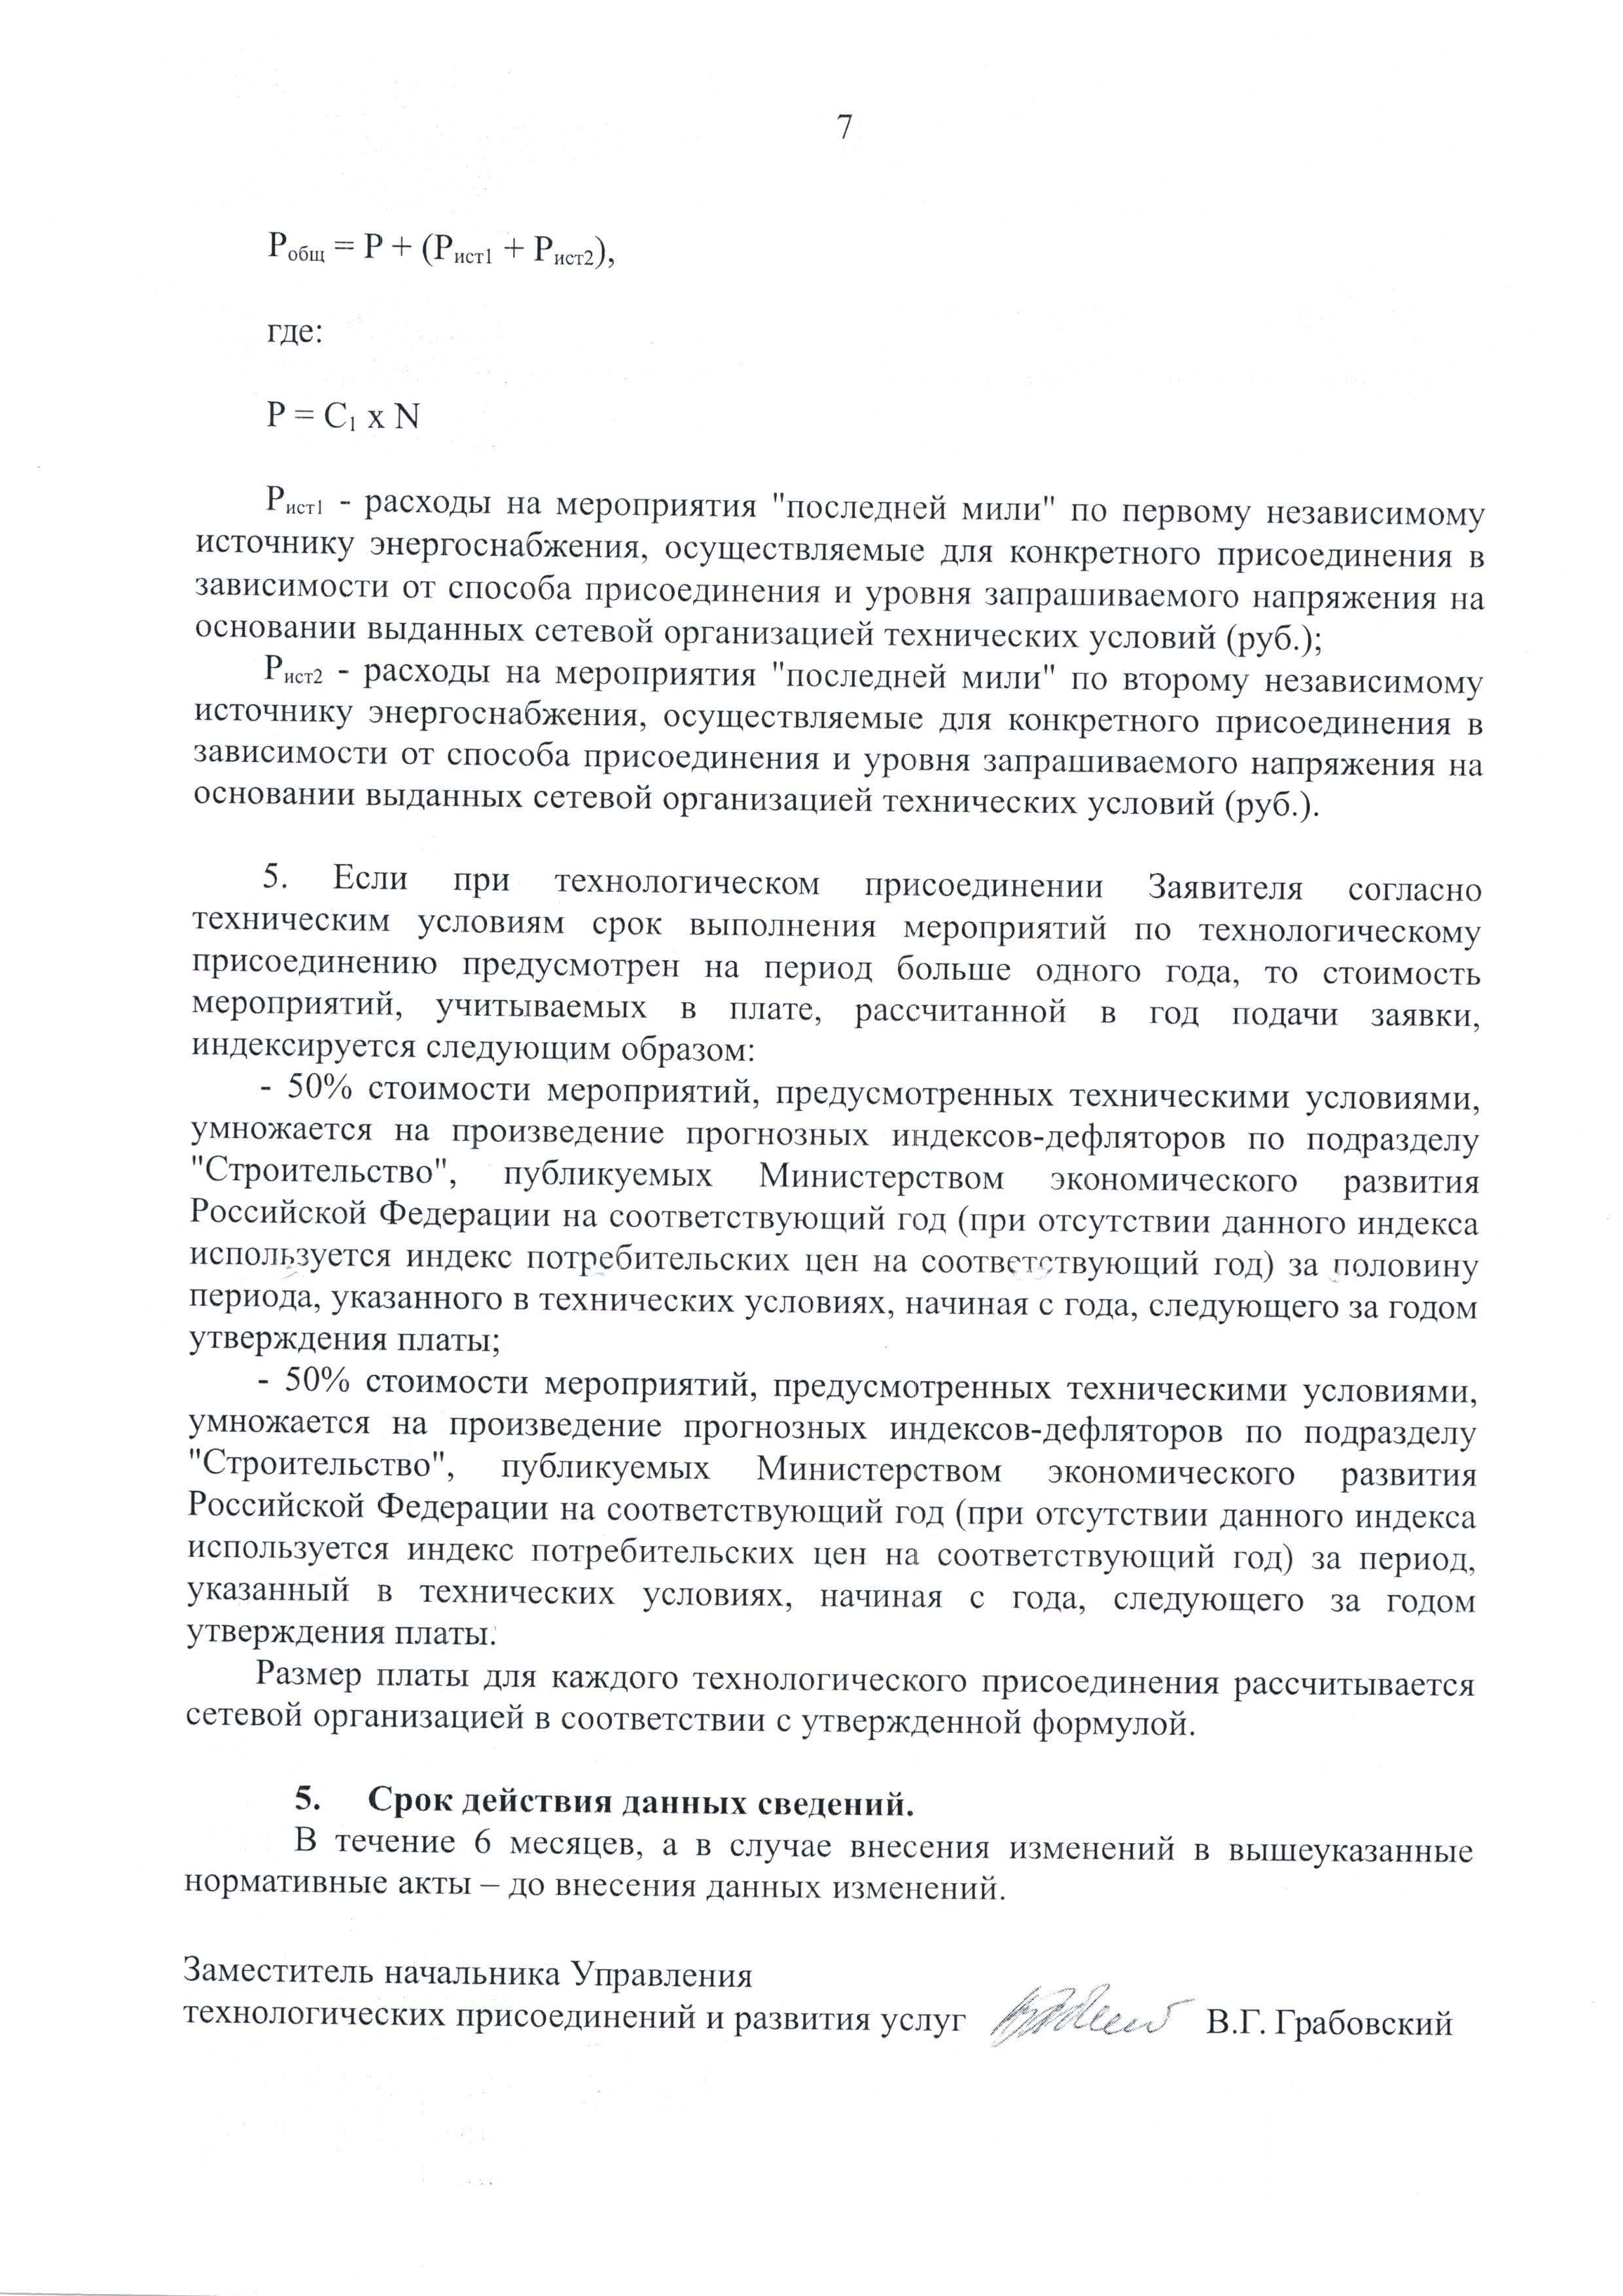 7
Робщ = Р + (Рист1 + Рист2),
где:
Р = С1 х N
Рист1 - расходы на мероприятия "последней мили" по первому независимому
источнику энергоснабжения, осуществляемые для конкретного присоединения в
зависимости от способа присоединения и уровня запрашиваемого напряжения на
основании выданных сетевой организацией технических условий (руб.);
Рист2 - расходы на мероприятия "последней мили" по второму независимому
источнику энергоснабжения, осуществляемые для конкретного присоединения в
зависимости от способа присоединения и уровня запрашиваемого напряжения на
основании выданных сетевой организацией технических условий (руб.).
5. Если при технологическом присоединении Заявителя согласно
техническим условиям срок выполнения мероприятий по технологическому
присоединению предусмотрен на период больше одного года, то стоимость
мероприятий, учитываемых в плате, рассчитанной в год подачи заявки,
индексируется следующим образом:
- 50% стоимости мероприятий, предусмотренных техническими условиями,
умножается на произведение прогнозных индексов-дефляторов по подразделу
"Строительство", публикуемых Министерством экономического развития
Российской Федерации на соответствующий год (при отсутствии данного индекса
используется индекс потребительских цен на соответствующий год) за половину
периода, указанного в технических условиях, начиная с года, следующего за годом
утверждения платы;
- 50% стоимости мероприятий, предусмотренных техническими условиями,
умножается на произведение прогнозных индексов-дефляторов по подразделу
"Строительство", публикуемых Министерством экономического развития
Российской Федерации на соответствующий год (при отсутствии данного индекса
используется индекс потребительских цен на соответствующий год) за период,
указанный в технических условиях, начиная с года, следующего за годом
утверждения платы.
Размер платы для каждого технологического присоединения рассчитывается
сетевой организацией в соответствии с утвержденной формулой.
5. Срок действия данных сведений.
В течение 6 месяцев, а в случае внесения изменений в вышеуказанные
нормативные акты – до внесения данных изменений.
Заместитель начальника Управления
технологических присоединений и развития услуг В.Г. Грабовский